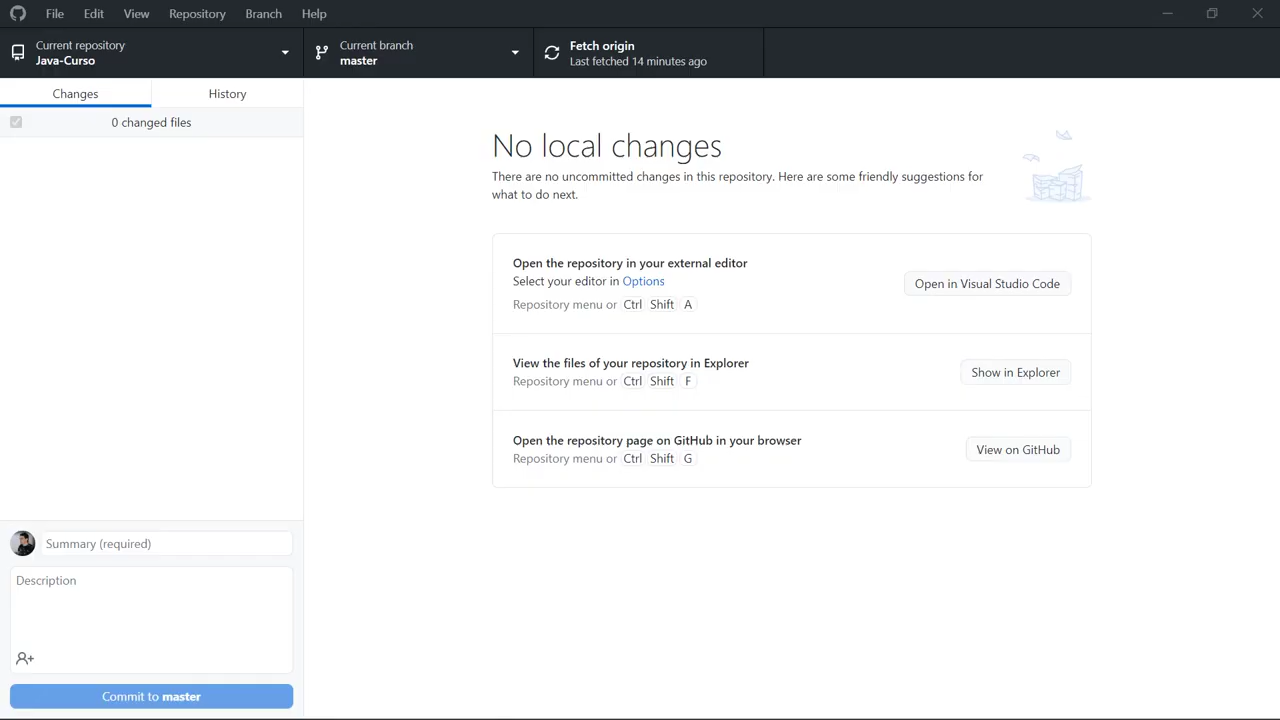 File Edit View Repository Branch Help
Current repository
Java-Curso
Current branch
master
Fetch origin
Last fetched 14 minutes ago
Changes
History
0 changed files
No local changes
There are no uncommitted changes in this repository. Here are some friendly suggestions for
what to do next.
Open the repository in your external editor
Select your editor in Options
Repository menu or Ctrl Shift A
Open in Visual Studio Code
View the files of your repository in Explorer
Repository menu or Ctrl Shift F
Show in Explorer
Open the repository page on GitHub in your browser
Repository menu or Ctrl Shift G
View on GitHub
Summary (required)
Description
Commit to master